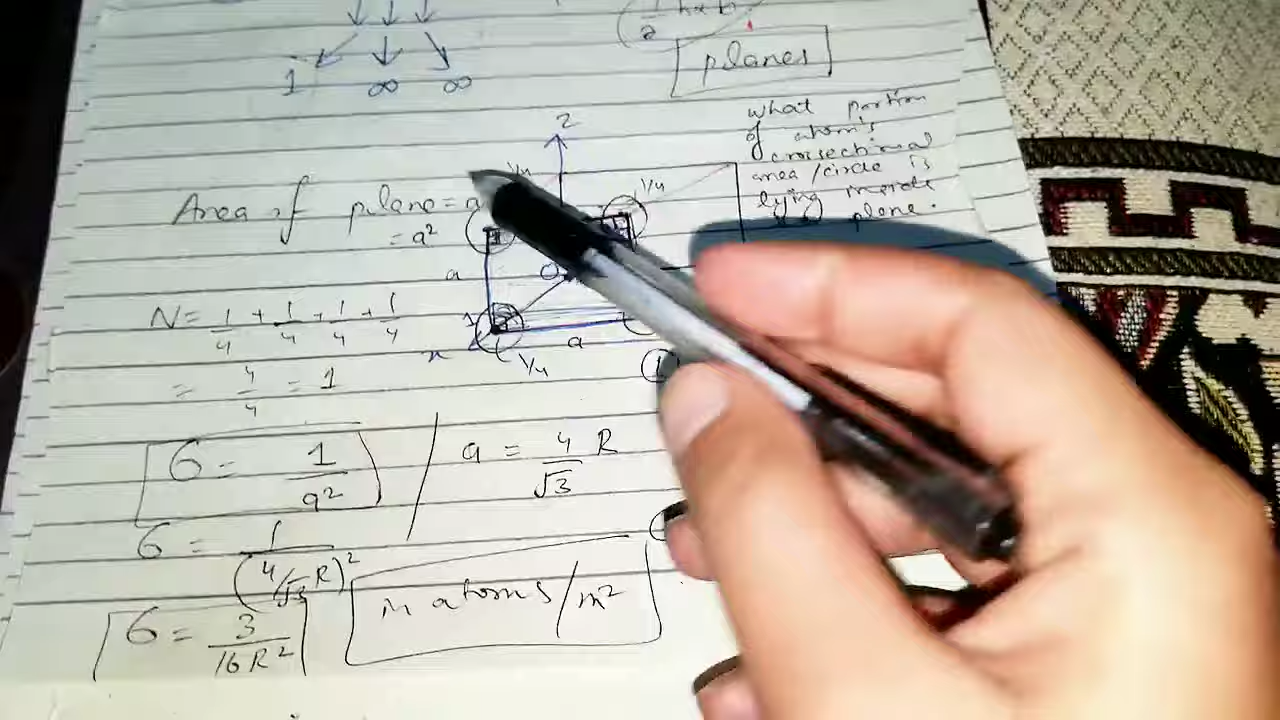 1 ∞ ∞
planes
what portion
of atom's
crossectional
area/circle is
lying inside
plane.
z
1/4 1/4
Area of plane = a
= a²
a
N = 1/4 + 1/4 + 1/4 + 1/4
x 1/4 a
= 4/4 = 1
1
6 = 1/a² / a = 4/√3 R
6 = 1/(4/√3 R)²
6 = 3/16R² in atoms/m²